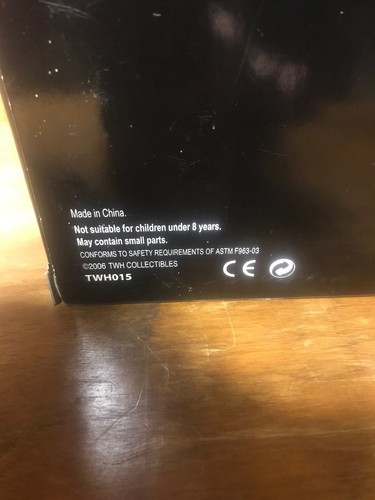 Made in China.
Not suitable for children under 8 years.
May contain small parts.
CONFORMS TO SAFETY REQUIREMENTS OF ASTM F963-03
©2006 TWH COLLECTIBLES
TWH015
CE